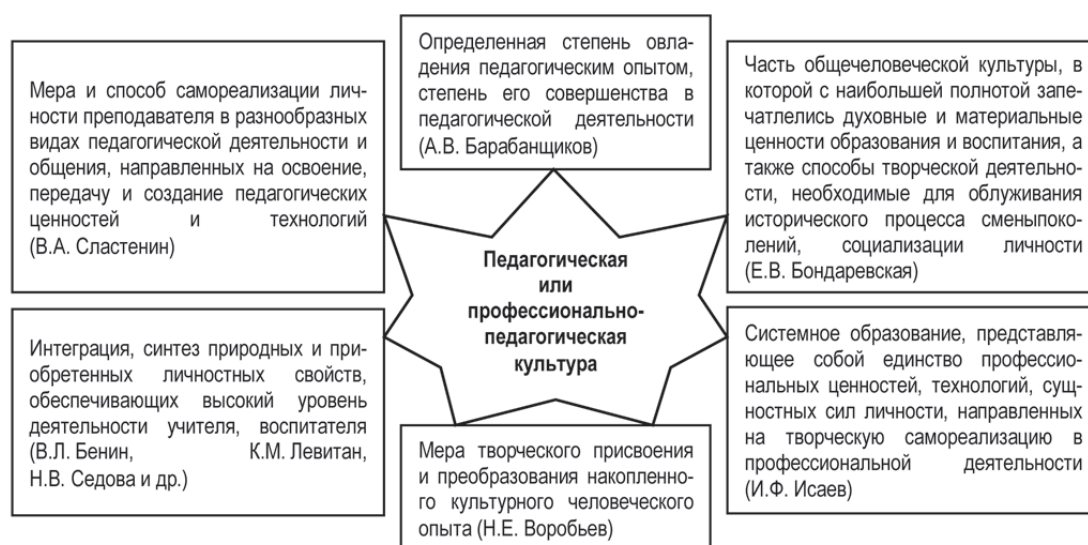 Мера и способ самореализации лич-
ности преподавателя в разнообразных
видах педагогической деятельности и
общения, направленных на освоение,
передачу и создание педагогических
ценностей и технологий
(В.А. Сластенин)
Определенная степень овла-
дения педагогическим опытом,
степень его совершенства в
педагогической деятельности
(А.В. Барабанщиков)
Часть общечеловеческой культуры, в
которой с наибольшей полнотой запе-
чатлелись духовные и материальные
ценности образования и воспитания, а
также способы творческой деятельно-
сти, необходимые для облуживания
исторического процесса сменыпоко-
лений, социализации личности
(Е.В. Бондаревская)
Педагогическая
или
профессионально-
педагогическая
культура
Интеграция, синтез природных и при-
обретенных личностных свойств,
обеспечивающих высокий уровень
деятельности учителя, воспитателя
(В.Л. Бенин, К.М. Левитан,
Н.В. Седова и др.)
Мера творческого присвоения
и преобразования накопленно-
го культурного человеческого
опыта (Н.Е. Воробьев)
Системное образование, представля-
ющее собой единство профессио-
нальных ценностей, технологий, сущ-
ностных сил личности, направленных
на творческую самореализацию в
профессиональной деятельности
(И.Ф. Исаев)